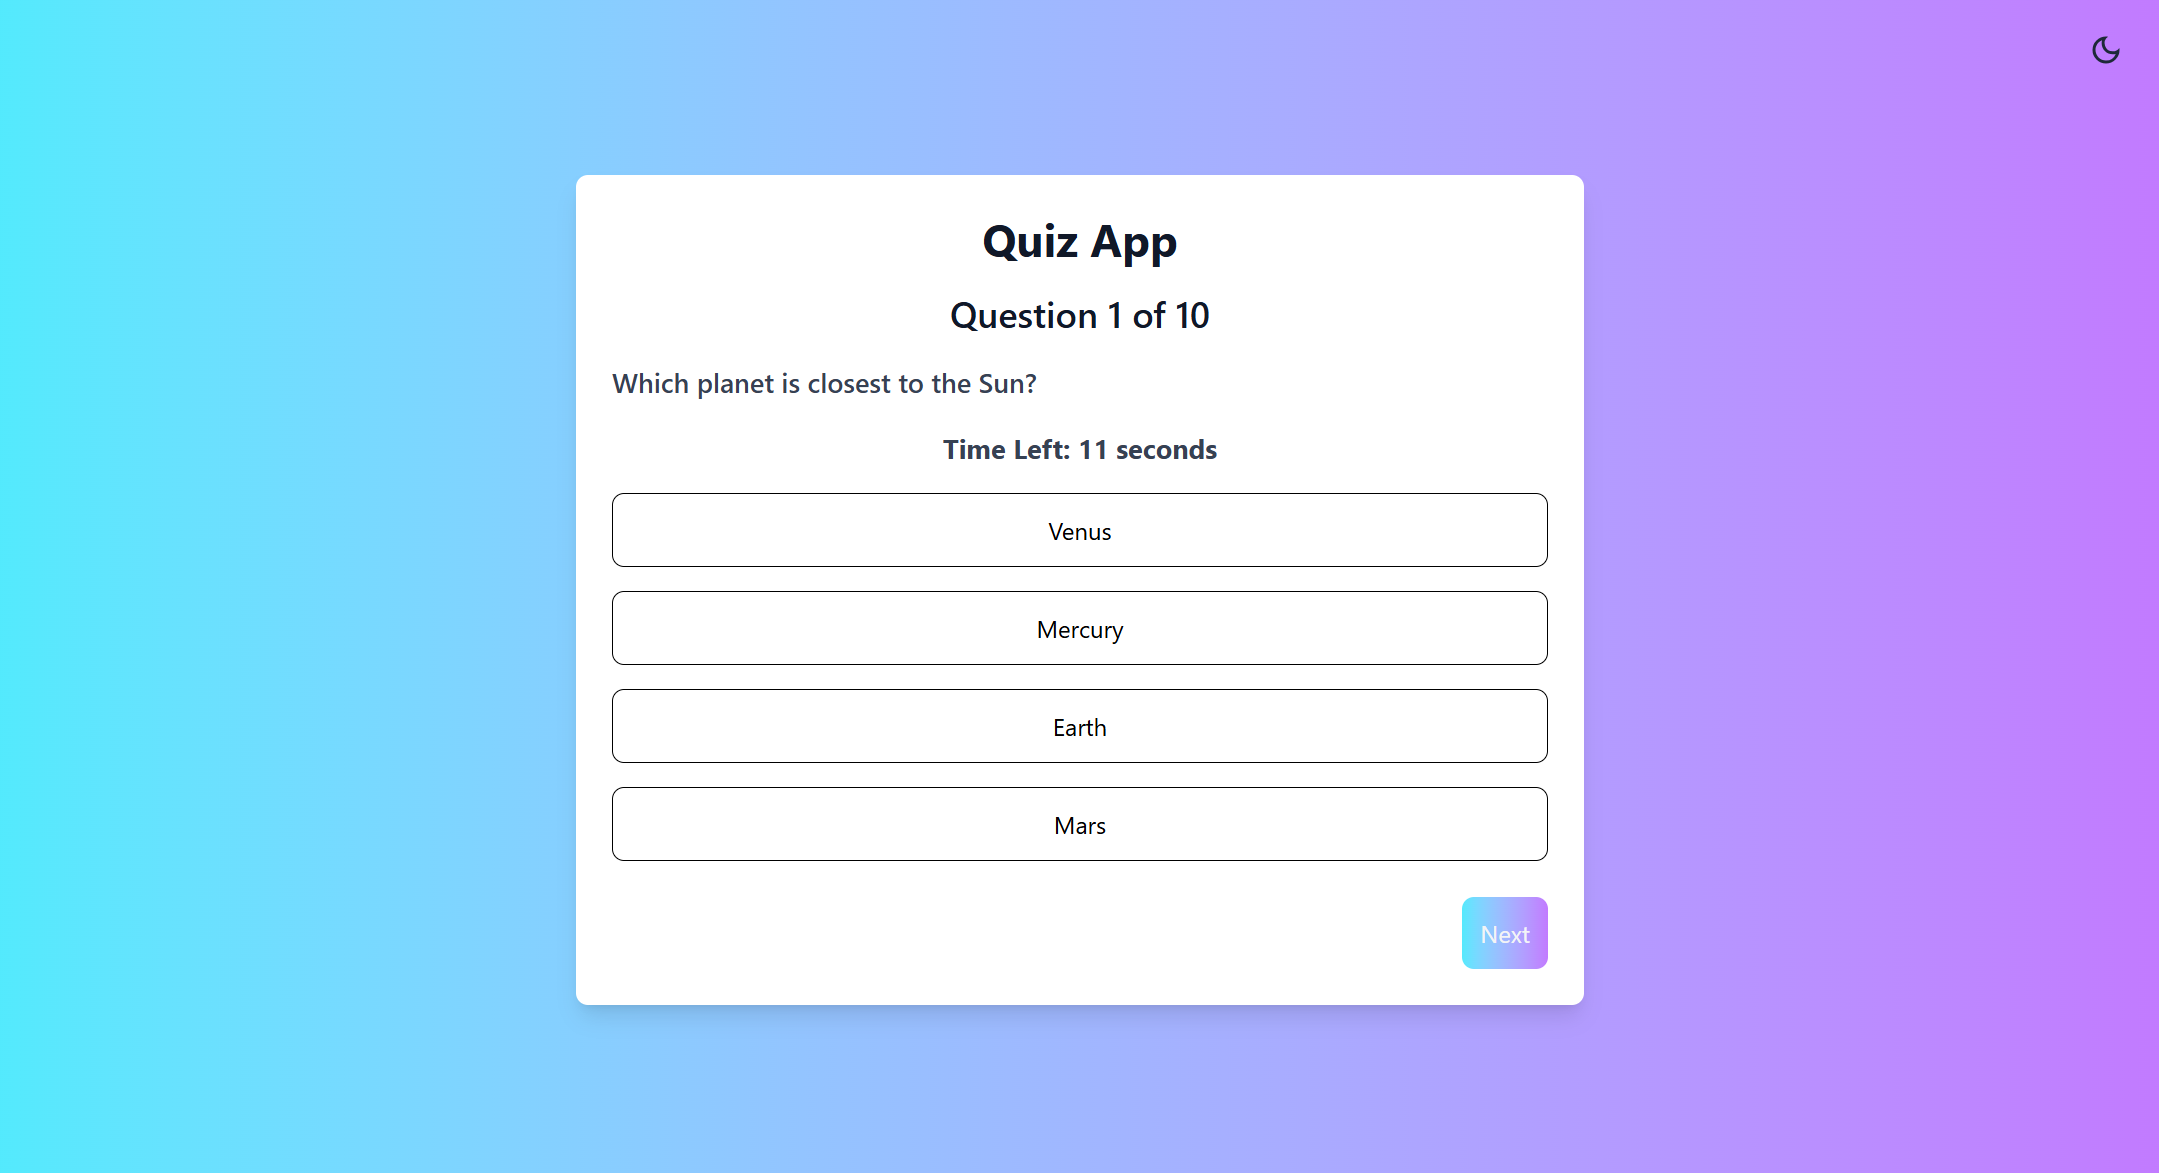 Quiz App
Question 1 of 10
Which planet is closest to the Sun?
Time Left: 11 seconds
Venus
Mercury
Earth
Mars
Next